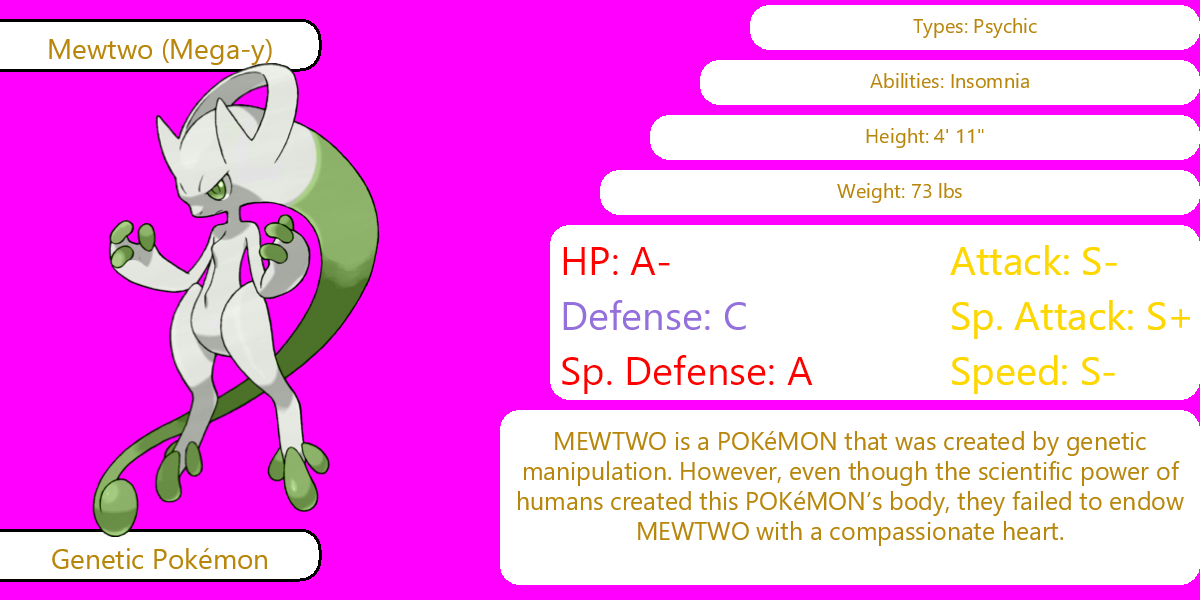 Mewtwo (Mega-y)
Types: Psychic
Abilities: Insomnia
Height: 4' 11"
Weight: 73 lbs
HP: A-
Attack: S-
Defense: C
Sp. Attack: S+
Sp. Defense: A
Speed: S-
MEWTWO is a POKéMON that was created by genetic
manipulation. However, even though the scientific power of
humans created this POKéMON’s body, they failed to endow
MEWTWO with a compassionate heart.
Genetic Pokémon